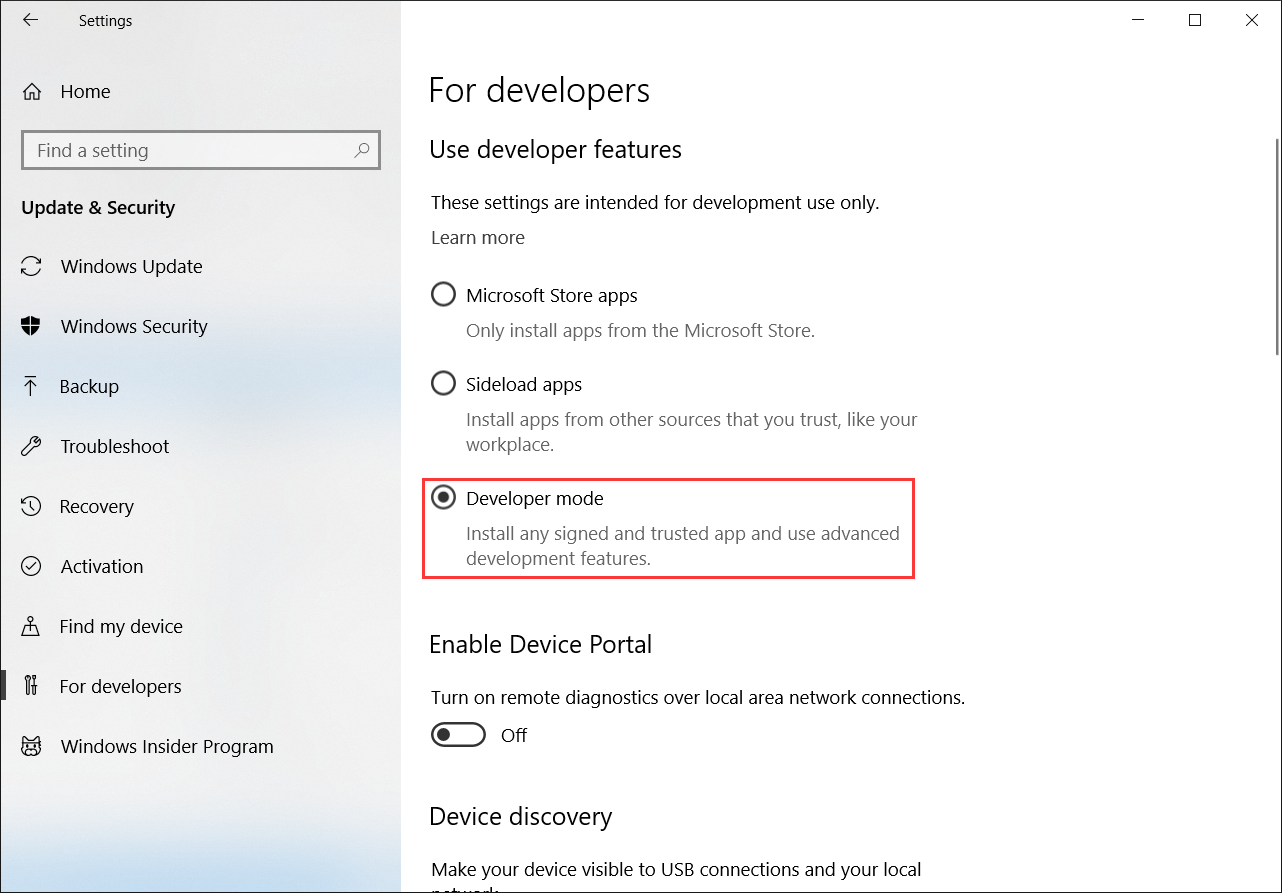 Settings
Home
Find a setting
Update & Security
Windows Update
Windows Security
Backup
Troubleshoot
Recovery
Activation
Find my device
For developers
Windows Insider Program
For developers
Use developer features
These settings are intended for development use only.
Learn more
Microsoft Store apps
Only install apps from the Microsoft Store.
Sideload apps
Install apps from other sources that you trust, like your
workplace.
Developer mode
Install any signed and trusted app and use advanced
development features.
Enable Device Portal
Turn on remote diagnostics over local area network connections.
Off
Device discovery
Make your device visible to USB connections and your local
network.